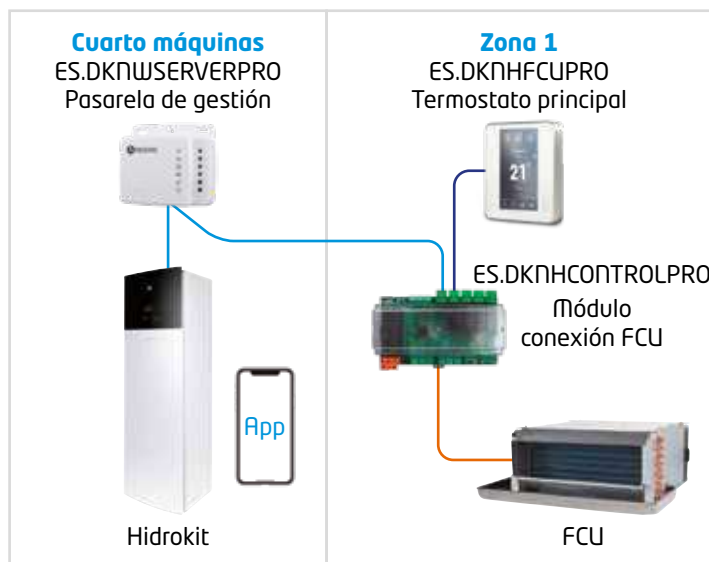 Cuarto máquinas
ES.DKNWSERVERPRO
Pasarela de gestión
App
Hidrokit
Zona 1
ES.DKNHFCUPRO
Termostato principal
21
ES.DKNHCONTROLPRO
Módulo
conexión FCU
FCU